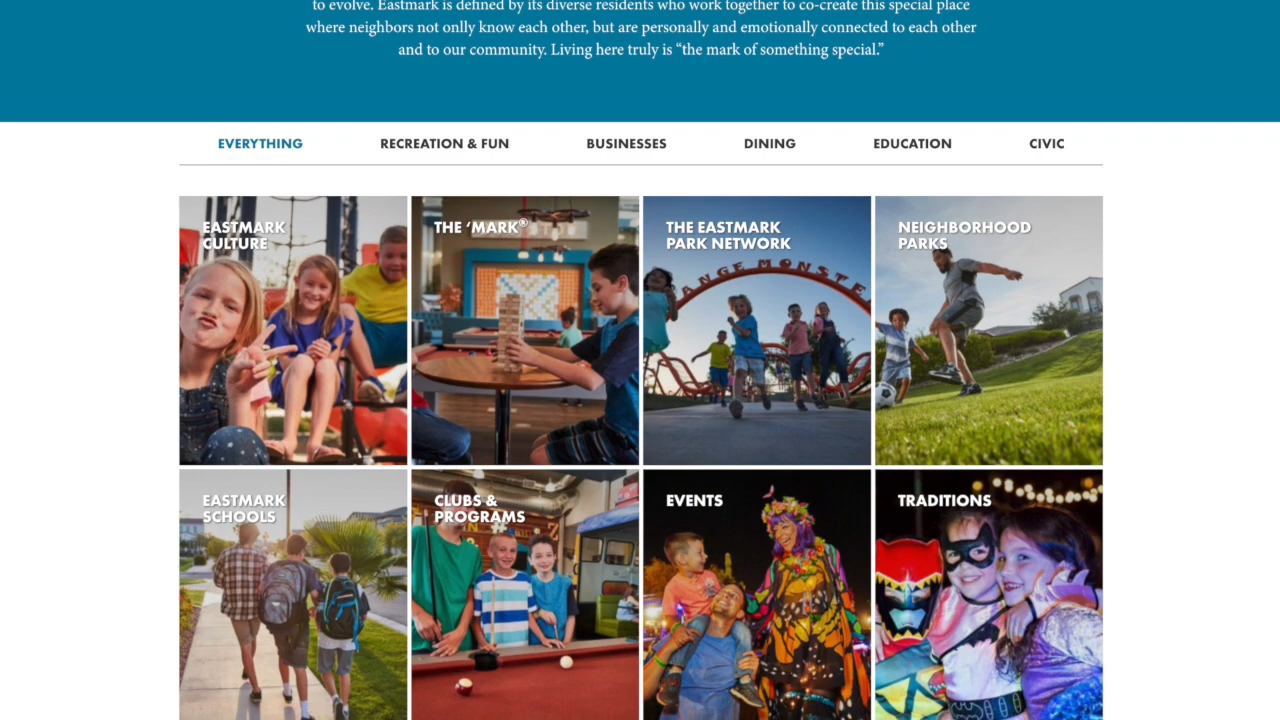 to evolve. Eastmark is defined by its diverse residents who work together to co-create this special place
where neighbors not onlly know each other, but are personally and emotionally connected to each other
and to our community. Living here truly is “the mark of something special.”
EVERYTHING
RECREATION & FUN
BUSINESSES
DINING
EDUCATION
CIVIC
EASTMARK
CULTURE
THE ‘MARK®
THE EASTMARK
PARK NETWORK
ANGE MONSTE
NEIGHBORHOOD
PARKS
EASTMARK
SCHOOLS
CLUBS &
PROGRAMS
EVENTS
TRADITIONS